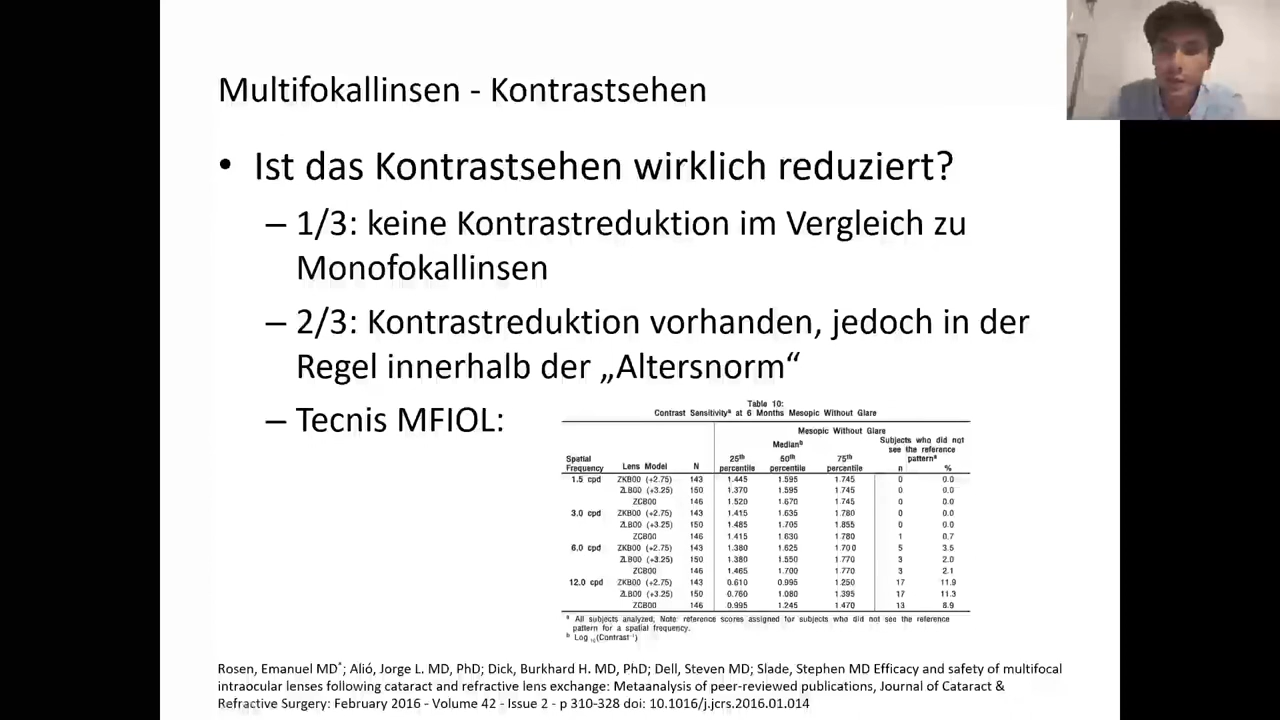 Multifokallinsen - Kontrastsehen
• Ist das Kontrastsehen wirklich reduziert?
– 1/3: keine Kontrastreduktion im Vergleich zu
Monofokallinsen
– 2/3: Kontrastreduktion vorhanden, jedoch in der
Regel innerhalb der „Altersnorm“
– Tecnis MFIOL:
Table 10:
Contrast Sensitivityª at 6 Months Mesopic Without Glare
Mesopic Without Glare
Medianᵇ
Subjects who did not
see the reference
patternª
Spatial Frequency Lens Model N 25th percentile 50th percentile 75th percentile n %
1.5 cpd ZKB00 (+2.75) 143 1.445 1.595 1.745 0 0.0
ZLB00 (+3.25) 150 1.370 1.595 1.745 0 0.0
ZCB00 146 1.520 1.670 1.745 0 0.0
3.0 cpd ZKB00 (+2.75) 143 1.415 1.635 1.780 0 0.0
ZLB00 (+3.25) 150 1.485 1.705 1.855 0 0.0
ZCB00 146 1.415 1.630 1.780 1 0.7
6.0 cpd ZKB00 (+2.75) 143 1.380 1.625 1.700 5 3.5
ZLB00 (+3.25) 150 1.380 1.550 1.770 3 2.0
ZCB00 146 1.465 1.700 1.770 3 2.1
12.0 cpd ZKB00 (+2.75) 143 0.610 0.995 1.250 17 11.9
ZLB00 (+3.25) 150 0.760 1.080 1.395 17 11.3
ZCB00 146 0.995 1.245 1.470 13 8.9
ª All subjects analyzed; Note: reference scores assigned for subjects who did not see the reference
pattern for a spatial frequency.
ᵇ Log₁₀(Contrast⁻¹)
Rosen, Emanuel MD*; Alió, Jorge L. MD, PhD; Dick, Burkhard H. MD, PhD; Dell, Steven MD; Slade, Stephen MD Efficacy and safety of multifocal
intraocular lenses following cataract and refractive lens exchange: Metaanalysis of peer-reviewed publications, Journal of Cataract &
Refractive Surgery: February 2016 - Volume 42 - Issue 2 - p 310-328 doi: 10.1016/j.jcrs.2016.01.014